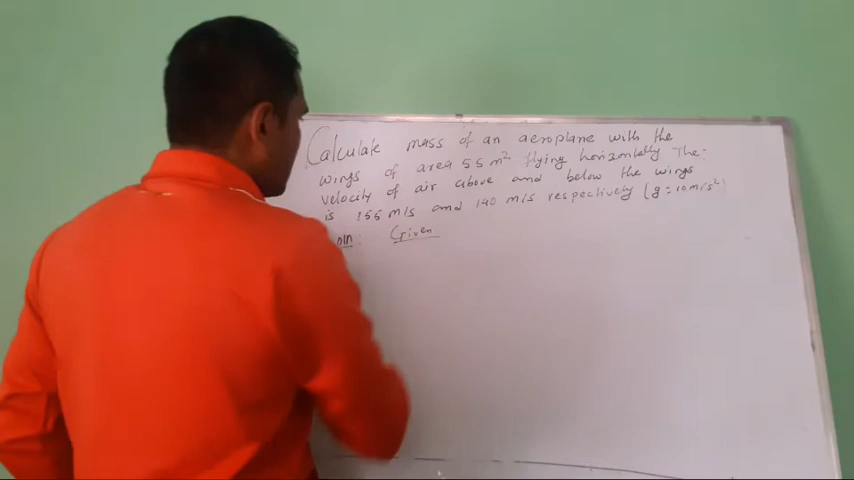 Calculate mass of an aeroplane with the
wings of area 55 m² flying horizontally The
velocity of air above and below the wings
is 155 m/s and 140 m/s respectively (g = 10 m/s²)
oln : Given